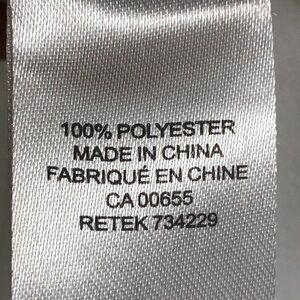 100% POLYESTER
MADE IN CHINA
FABRIQUÉ EN CHINE
CA 00655
RETEK 734229